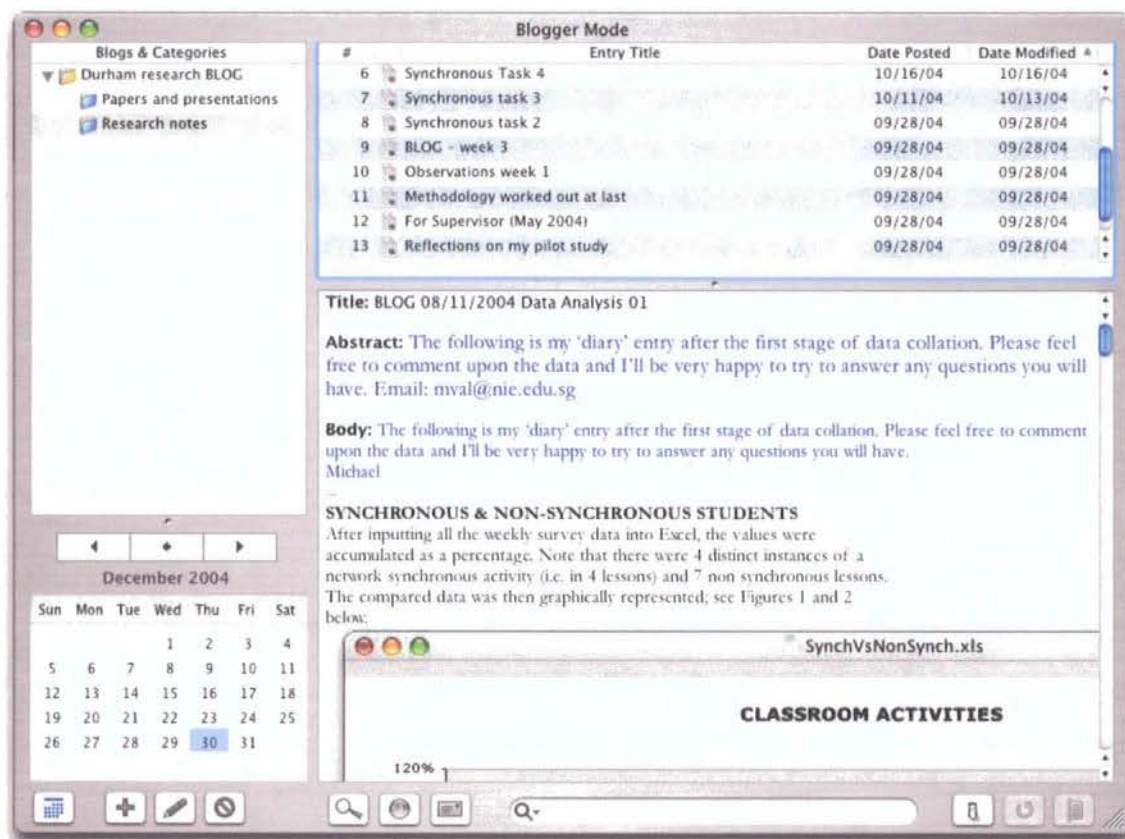 Blogger Mode
Blogs & Categories
Durham research BLOG
Papers and presentations
Research notes
# Entry Title Date Posted Date Modified
6 Synchronous Task 4 10/16/04 10/16/04
7 Synchronous task 3 10/11/04 10/13/04
8 Synchronous task 2 09/28/04 09/28/04
9 BLOG - week 3 09/28/04 09/28/04
10 Observations week 1 09/28/04 09/28/04
11 Methodology worked out at last 09/28/04 09/28/04
12 For Supervisor (May 2004) 09/28/04 09/28/04
13 Reflections on my pilot study 09/28/04 09/28/04
Title: BLOG 08/11/2004 Data Analysis 01
Abstract: The following is my 'diary' entry after the first stage of data collation. Please feel
free to comment upon the data and I'll be very happy to try to answer any questions you will
have. Email: mval@nie.edu.sg
Body: The following is my 'diary' entry after the first stage of data collation. Please feel free to comment
upon the data and I'll be very happy to try to answer any questions you will have.
Michael
SYNCHRONOUS & NON-SYNCHRONOUS STUDENTS
After inputting all the weekly survey data into Excel, the values were
accumulated as a percentage. Note that there were 4 distinct instances of a
network synchronous activity (i.e. in 4 lessons) and 7 non synchronous lessons.
The compared data was then graphically represented; see Figures 1 and 2
below.
SynchVsNonSynch.xls
CLASSROOM ACTIVITIES
120%
December 2004
Sun Mon Tue Wed Thu Fri Sat
1 2 3 4
5 6 7 8 9 10 11
12 13 14 15 16 17 18
19 20 21 22 23 24 25
26 27 28 29 30 31